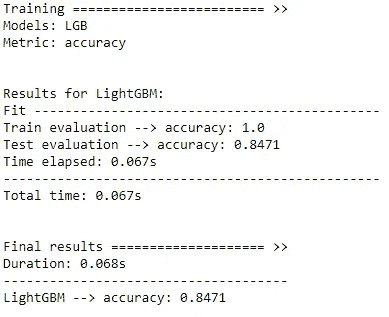 Training ========================= >>
Models: LGB
Metric: accuracy
Results for LightGBM:
Fit ---------------------------------------------
Train evaluation --> accuracy: 1.0
Test evaluation --> accuracy: 0.8471
Time elapsed: 0.067s
-------------------------------------------------
Total time: 0.067s
Final results ==================== >>
Duration: 0.068s
-------------------------------------
LightGBM --> accuracy: 0.8471